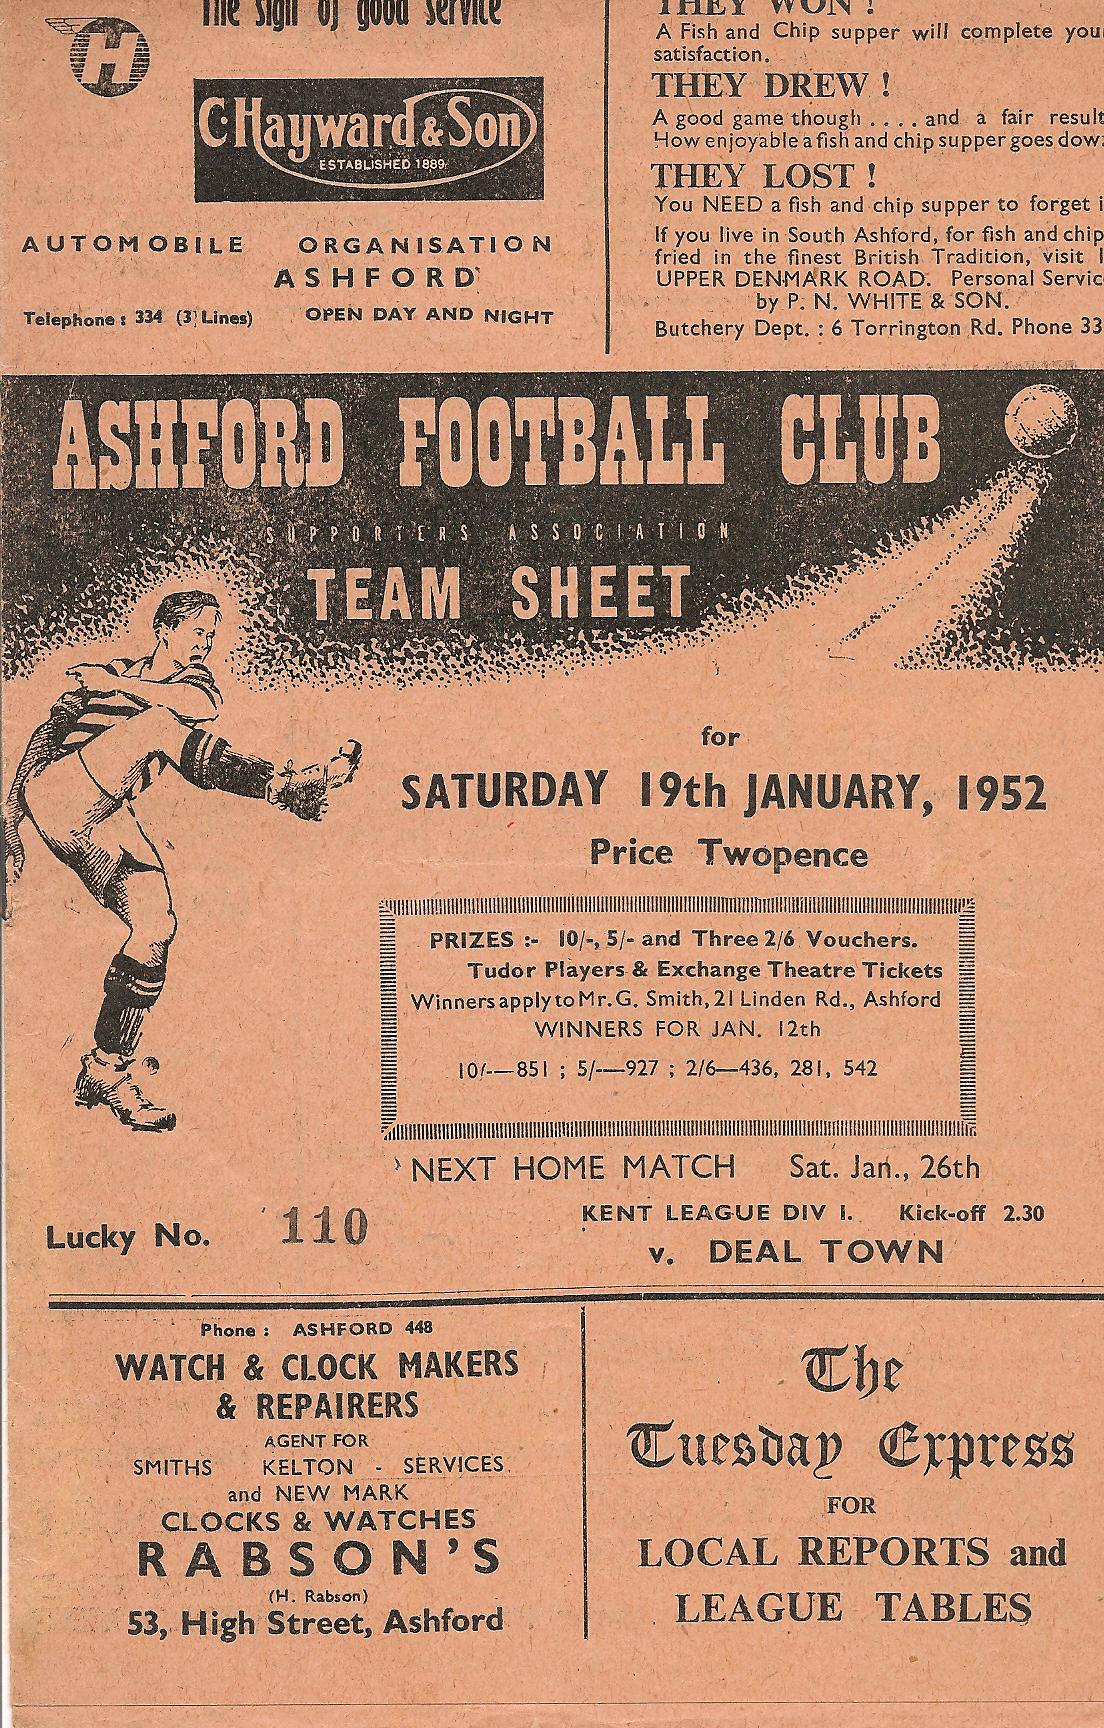 The sign of good service
H
C. Hayward & Son
ESTABLISHED 1889.
AUTOMOBILE ORGANISATION
ASHFORD
Telephone : 334 (3 Lines) OPEN DAY AND NIGHT
THEY WON !
A Fish and Chip supper will complete
satisfaction.
THEY DREW !
A good game though .... and a fair result
How enjoyable a fish and chip supper goes
THEY LOST !
You NEED a fish and chip supper to forget
If you live in South Ashford, for fish and chip
fried in the finest British Tradition, visit
UPPER DENMARK ROAD. Personal
by P. N. WHITE & SON.
Butchery Dept. : 6 Torrington Rd. Phone 33
ASHFORD FOOTBALL CLUB
SUPPORTERS ASSOCIATION
TEAM SHEET
for
SATURDAY 19th JANUARY, 1952
Price Twopence
PRIZES :- 10/-, 5/- and Three 2/6 Vouchers.
Tudor Players & Exchange Theatre Tickets
Winners apply to Mr. G. Smith, 21 Linden Rd., Ashford
WINNERS FOR JAN. 12th
10/-—851 ; 5/-—927 ; 2/6—436, 281, 542
NEXT HOME MATCH Sat. Jan., 26th
KENT LEAGUE DIV I. Kick-off 2.30
v. DEAL TOWN
Lucky No. 110
Phone : ASHFORD 448
WATCH & CLOCK MAKERS
& REPAIRERS
AGENT FOR
SMITHS KELTON - SERVICES
and NEW MARK
CLOCKS & WATCHES
RABSON'S
(H. Rabson)
53, High Street, Ashford
The
Tuesday Express
FOR
LOCAL REPORTS and
LEAGUE TABLES